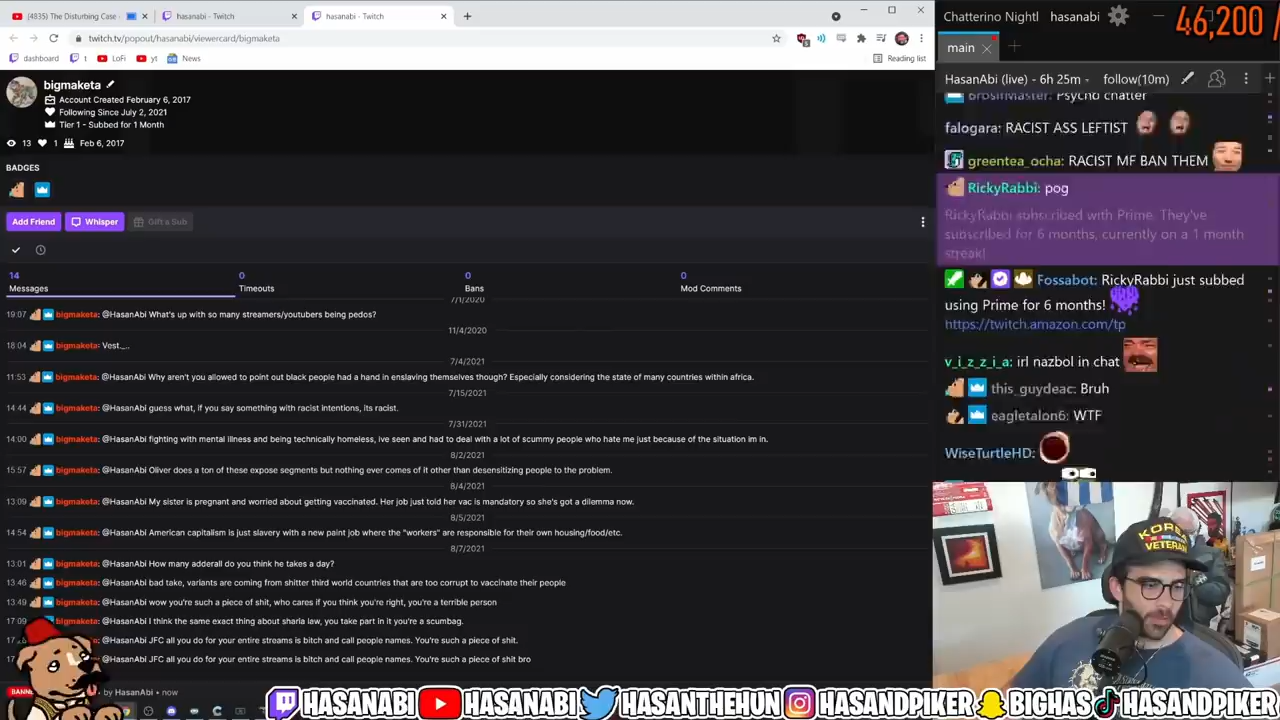 (4835) The Disturbing Case
hasanabi - Twitch
hasanabi - Twitch
twitch.tv/popout/hasanabi/viewercard/bigmaketa
dashboard
1
LoFi
yt
News
Reading list
bigmaketa
Account Created February 6, 2017
Following Since July 2, 2021
Tier 1 - Subbed for 1 Month
13
1
Feb 6, 2017
BADGES
Add Friend
Whisper
Gift a Sub
14
0
0
0
Messages
Timeouts
Bans
Mod Comments
7/1/2020
19:07 bigmaketa: @HasanAbi What's up with so many streamers/youtubers being pedos?
11/4/2020
18:04 bigmaketa: Vest._..
7/4/2021
11:53 bigmaketa: @HasanAbi Why aren't you allowed to point out black people had a hand in enslaving themselves though? Especially considering the state of many countries within africa.
7/15/2021
14:44 bigmaketa: @HasanAbi guess what, if you say something with racist intentions, its racist.
7/31/2021
14:00 bigmaketa: @HasanAbi fighting with mental illness and being technically homeless, ive seen and had to deal with a lot of scummy people who hate me just because of the situation im in.
8/2/2021
15:57 bigmaketa: @HasanAbi Oliver does a ton of these expose segments but nothing ever comes of it other than desensitizing people to the problem.
8/4/2021
13:09 bigmaketa: @HasanAbi My sister is pregnant and worried about getting vaccinated. Her job just told her vac is mandatory so she's got a dilemma now.
8/5/2021
14:54 bigmaketa: @HasanAbi American capitalism is just slavery with a new paint job where the "workers" are responsible for their own housing/food/etc.
8/7/2021
13:01 bigmaketa: @HasanAbi How many adderall do you think he takes a day?
13:46 bigmaketa: @HasanAbi bad take, variants are coming from shitter third world countries that are too corrupt to vaccinate their people
13:49 bigmaketa: @HasanAbi wow you're such a piece of shit, who cares if you think you're right, you're a terrible person
17:09 bigmaketa: @HasanAbi I think the same exact thing about sharia law, you take part in it you're a scumbag.
bigmaketa: @HasanAbi JFC all you do for your entire streams is bitch and call people names. You're such a piece of shit.
bigmaketa: @HasanAbi JFC all you do for your entire streams is bitch and call people names. You're such a piece of shit bro
by HasanAbi • now
Chatterino Nightl hasanabi
46,200 /
main
HasanAbi (live) - 6h 25m - follow(10m)
BrosifMaster: Psycho chatter
falogara: RACIST ASS LEFTIST
greentea_ocha: RACIST MF BAN THEM
RickyRabbi: pog
RickyRabbi subscribed with Prime. They've
subscribed for 6 months, currently on a 1 month
streak!
Fossabot: RickyRabbi just subbed
using Prime for 6 months!
https://twitch.amazon.com/tp
v_i_z_z_i_a: irl nazbol in chat
this_guydeac: Bruh
eagletalon6: WTF
WiseTurtleHD:
KOREA
VETERAN
HASANABI
HASANABI
HASANTHEHUN
HASANDPIKER
BIGHAS
HASANDPIKER